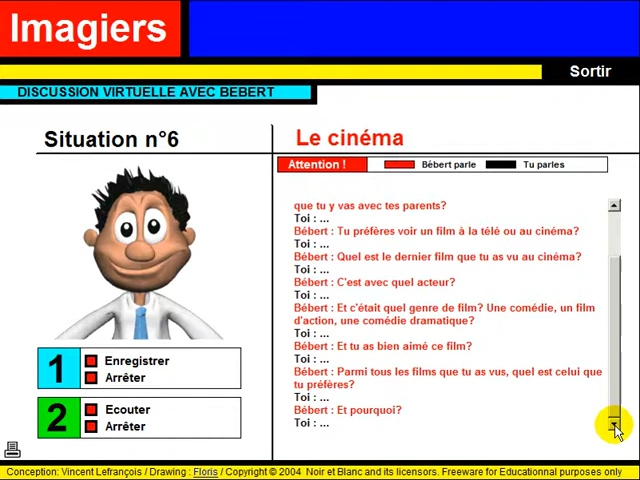 Imagiers
Sortir
DISCUSSION VIRTUELLE AVEC BEBERT
Situation n°6
Le cinéma
Attention !
Bébert parle
Tu parles
que tu y vas avec tes parents?
Toi : ...
Bébert : Tu préfères voir un film à la télé ou au cinéma?
Toi : ...
Bébert : Quel est le dernier film que tu as vu au cinéma?
Toi : ...
Bébert : C'est avec quel acteur?
Toi : ...
Bébert : Et c'était quel genre de film? Une comédie, un film
d'action, une comédie dramatique?
Toi : ...
Bébert : Et tu as bien aimé ce film?
Toi : ...
Bébert : Parmi tous les films que tu as vus, quel est celui que
tu préfères?
Toi : ...
Bébert : Et pourquoi?
Toi : ...
1
Enregistrer
Arrêter
2
Ecouter
Arrêter
Conception: Vincent Lefrançois / Drawing : Floris / Copyright © 2004 Noir et Blanc and its licensors. Freeware for Educationnal purposes only